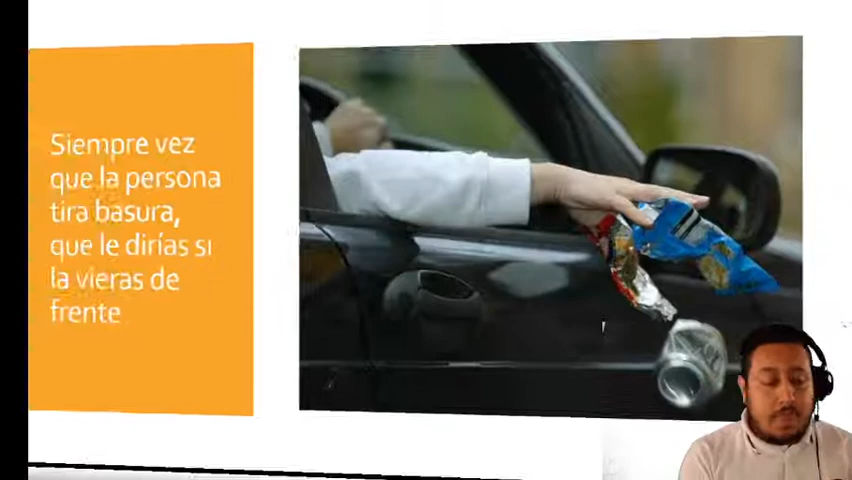 Siempre vez
que la persona
tira basura,
que le dirías si
la vieras de
frente